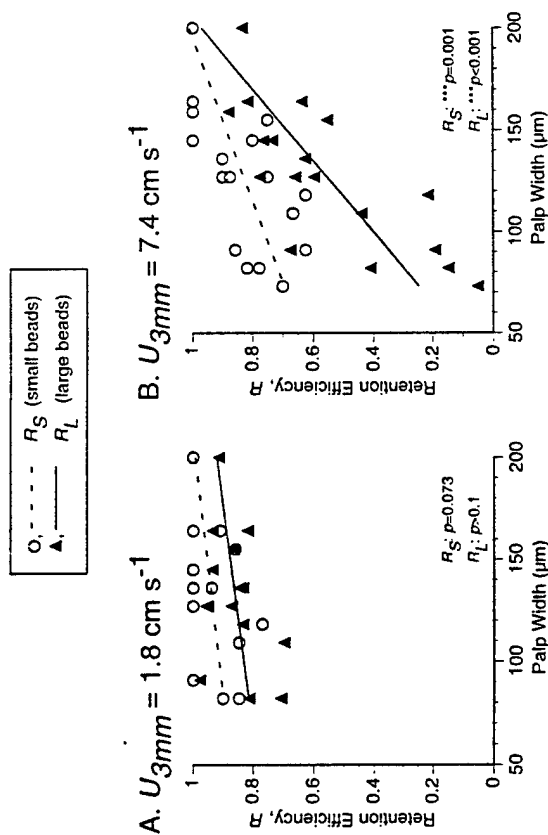 O, - - - R_S (small beads)
▲, — R_L (large beads)
A. U_3mm = 1.8 cm s^-1
Retention Efficiency, R
1
0.8
0.6
0.4
0.2
0
50
100
150
200
Palp Width (µm)
R_S: p=0.073
R_L: p>0.1
B. U_3mm = 7.4 cm s^-1
Retention Efficiency, R
1
0.8
0.6
0.4
0.2
0
50
100
150
200
Palp Width (µm)
R_S: ***p=0.001
R_L: ***p<0.001